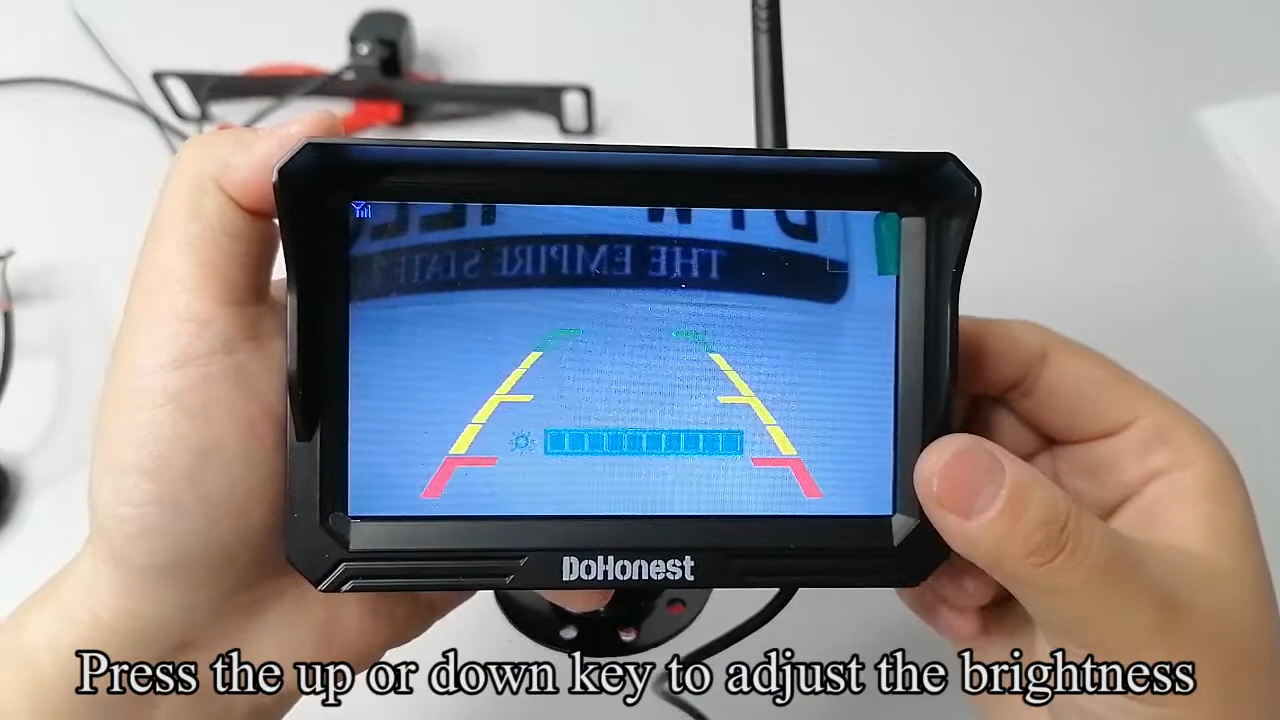 THE EMPIRE STATE
DoHonest
Press the up or down key to adjust the brightness